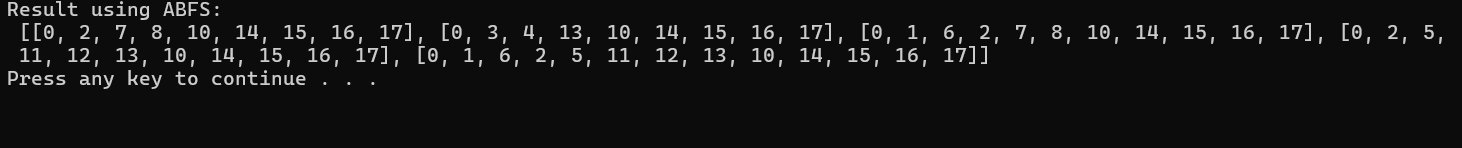 Result using ABFS:
[[0, 2, 7, 8, 10, 14, 15, 16, 17], [0, 3, 4, 13, 10, 14, 15, 16, 17], [0, 1, 6, 2, 7, 8, 10, 14, 15, 16, 17], [0, 2, 5,
11, 12, 13, 10, 14, 15, 16, 17], [0, 1, 6, 2, 5, 11, 12, 13, 10, 14, 15, 16, 17]]
Press any key to continue . . .